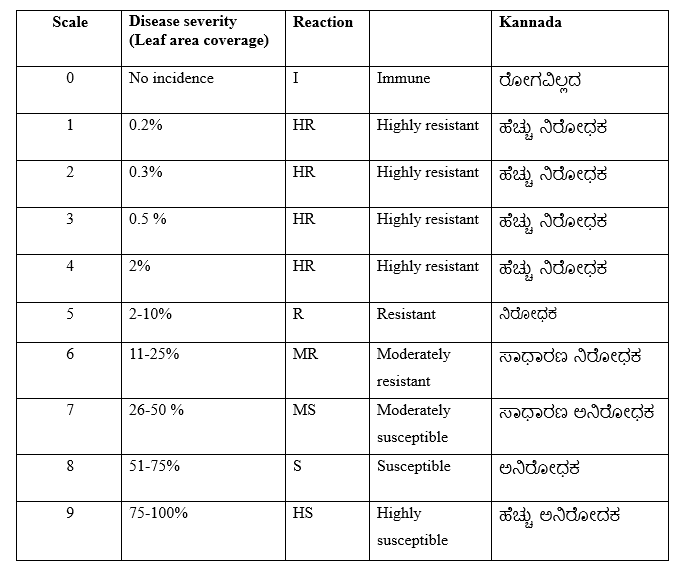 Scale Disease severity Reaction Kannada
(Leaf area coverage)
0 No incidence I Immune ರೋಗವಿಲ್ಲದ
1 0.2% HR Highly resistant ಹೆಚ್ಚು ನಿರೋಧಕ
2 0.3% HR Highly resistant ಹೆಚ್ಚು ನಿರೋಧಕ
3 0.5 % HR Highly resistant ಹೆಚ್ಚು ನಿರೋಧಕ
4 2% HR Highly resistant ಹೆಚ್ಚು ನಿರೋಧಕ
5 2-10% R Resistant ನಿರೋಧಕ
6 11-25% MR Moderately ಸಾಧಾರಣ ನಿರೋಧಕ
resistant
7 26-50 % MS Moderately ಸಾಧಾರಣ ಅನಿರೋಧಕ
susceptible
8 51-75% S Susceptible ಅನಿರೋಧಕ
9 75-100% HS Highly ಹೆಚ್ಚು ಅನಿರೋದಕ
susceptible